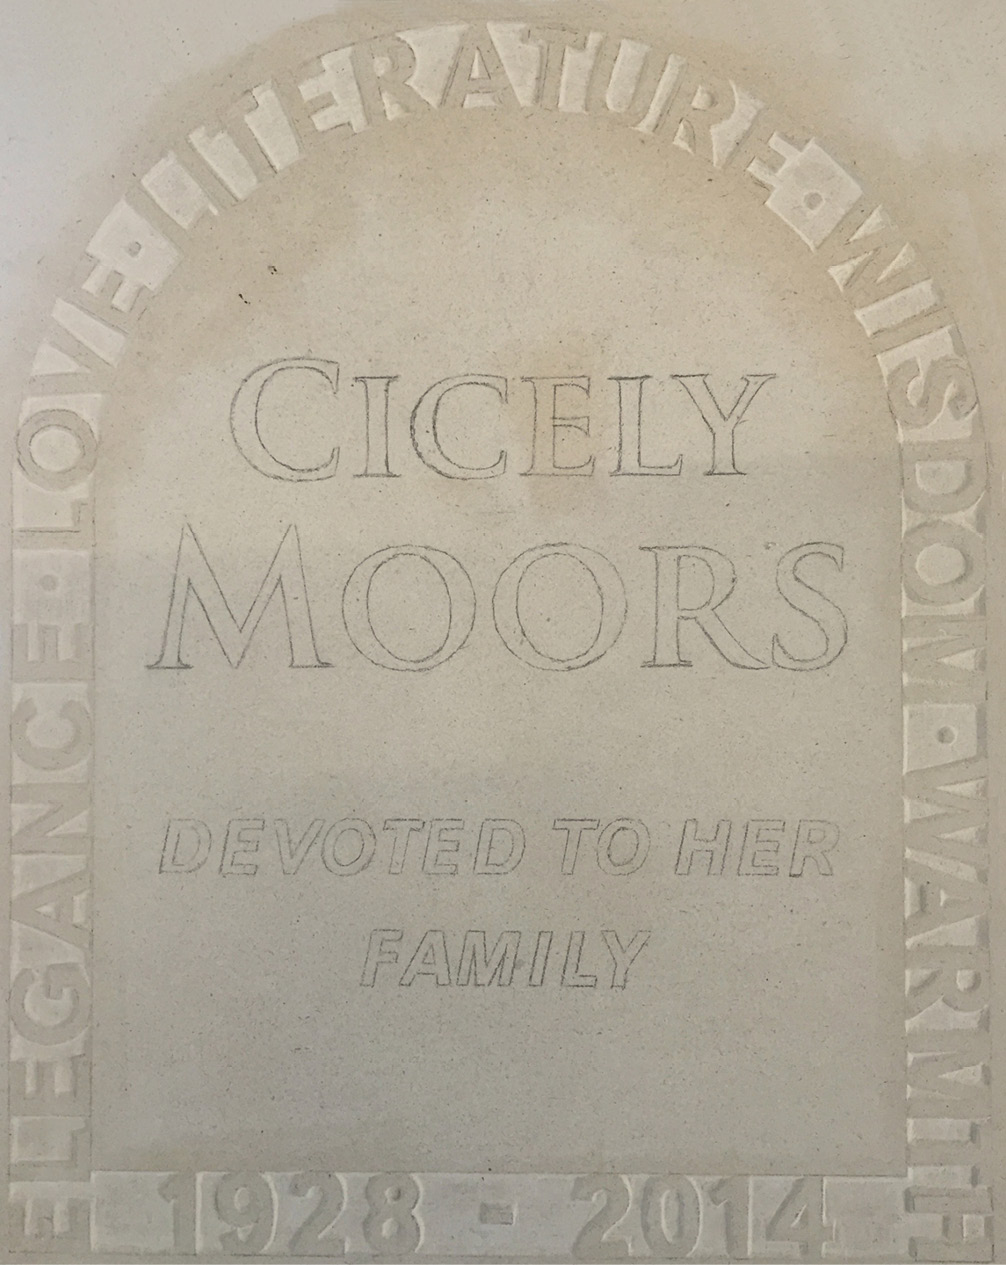 ELEGANCE · LOVE · LITERATURE · WISDOM · WARMTH
CICELY
MOORS
DEVOTED TO HER
FAMILY
1928 - 2014